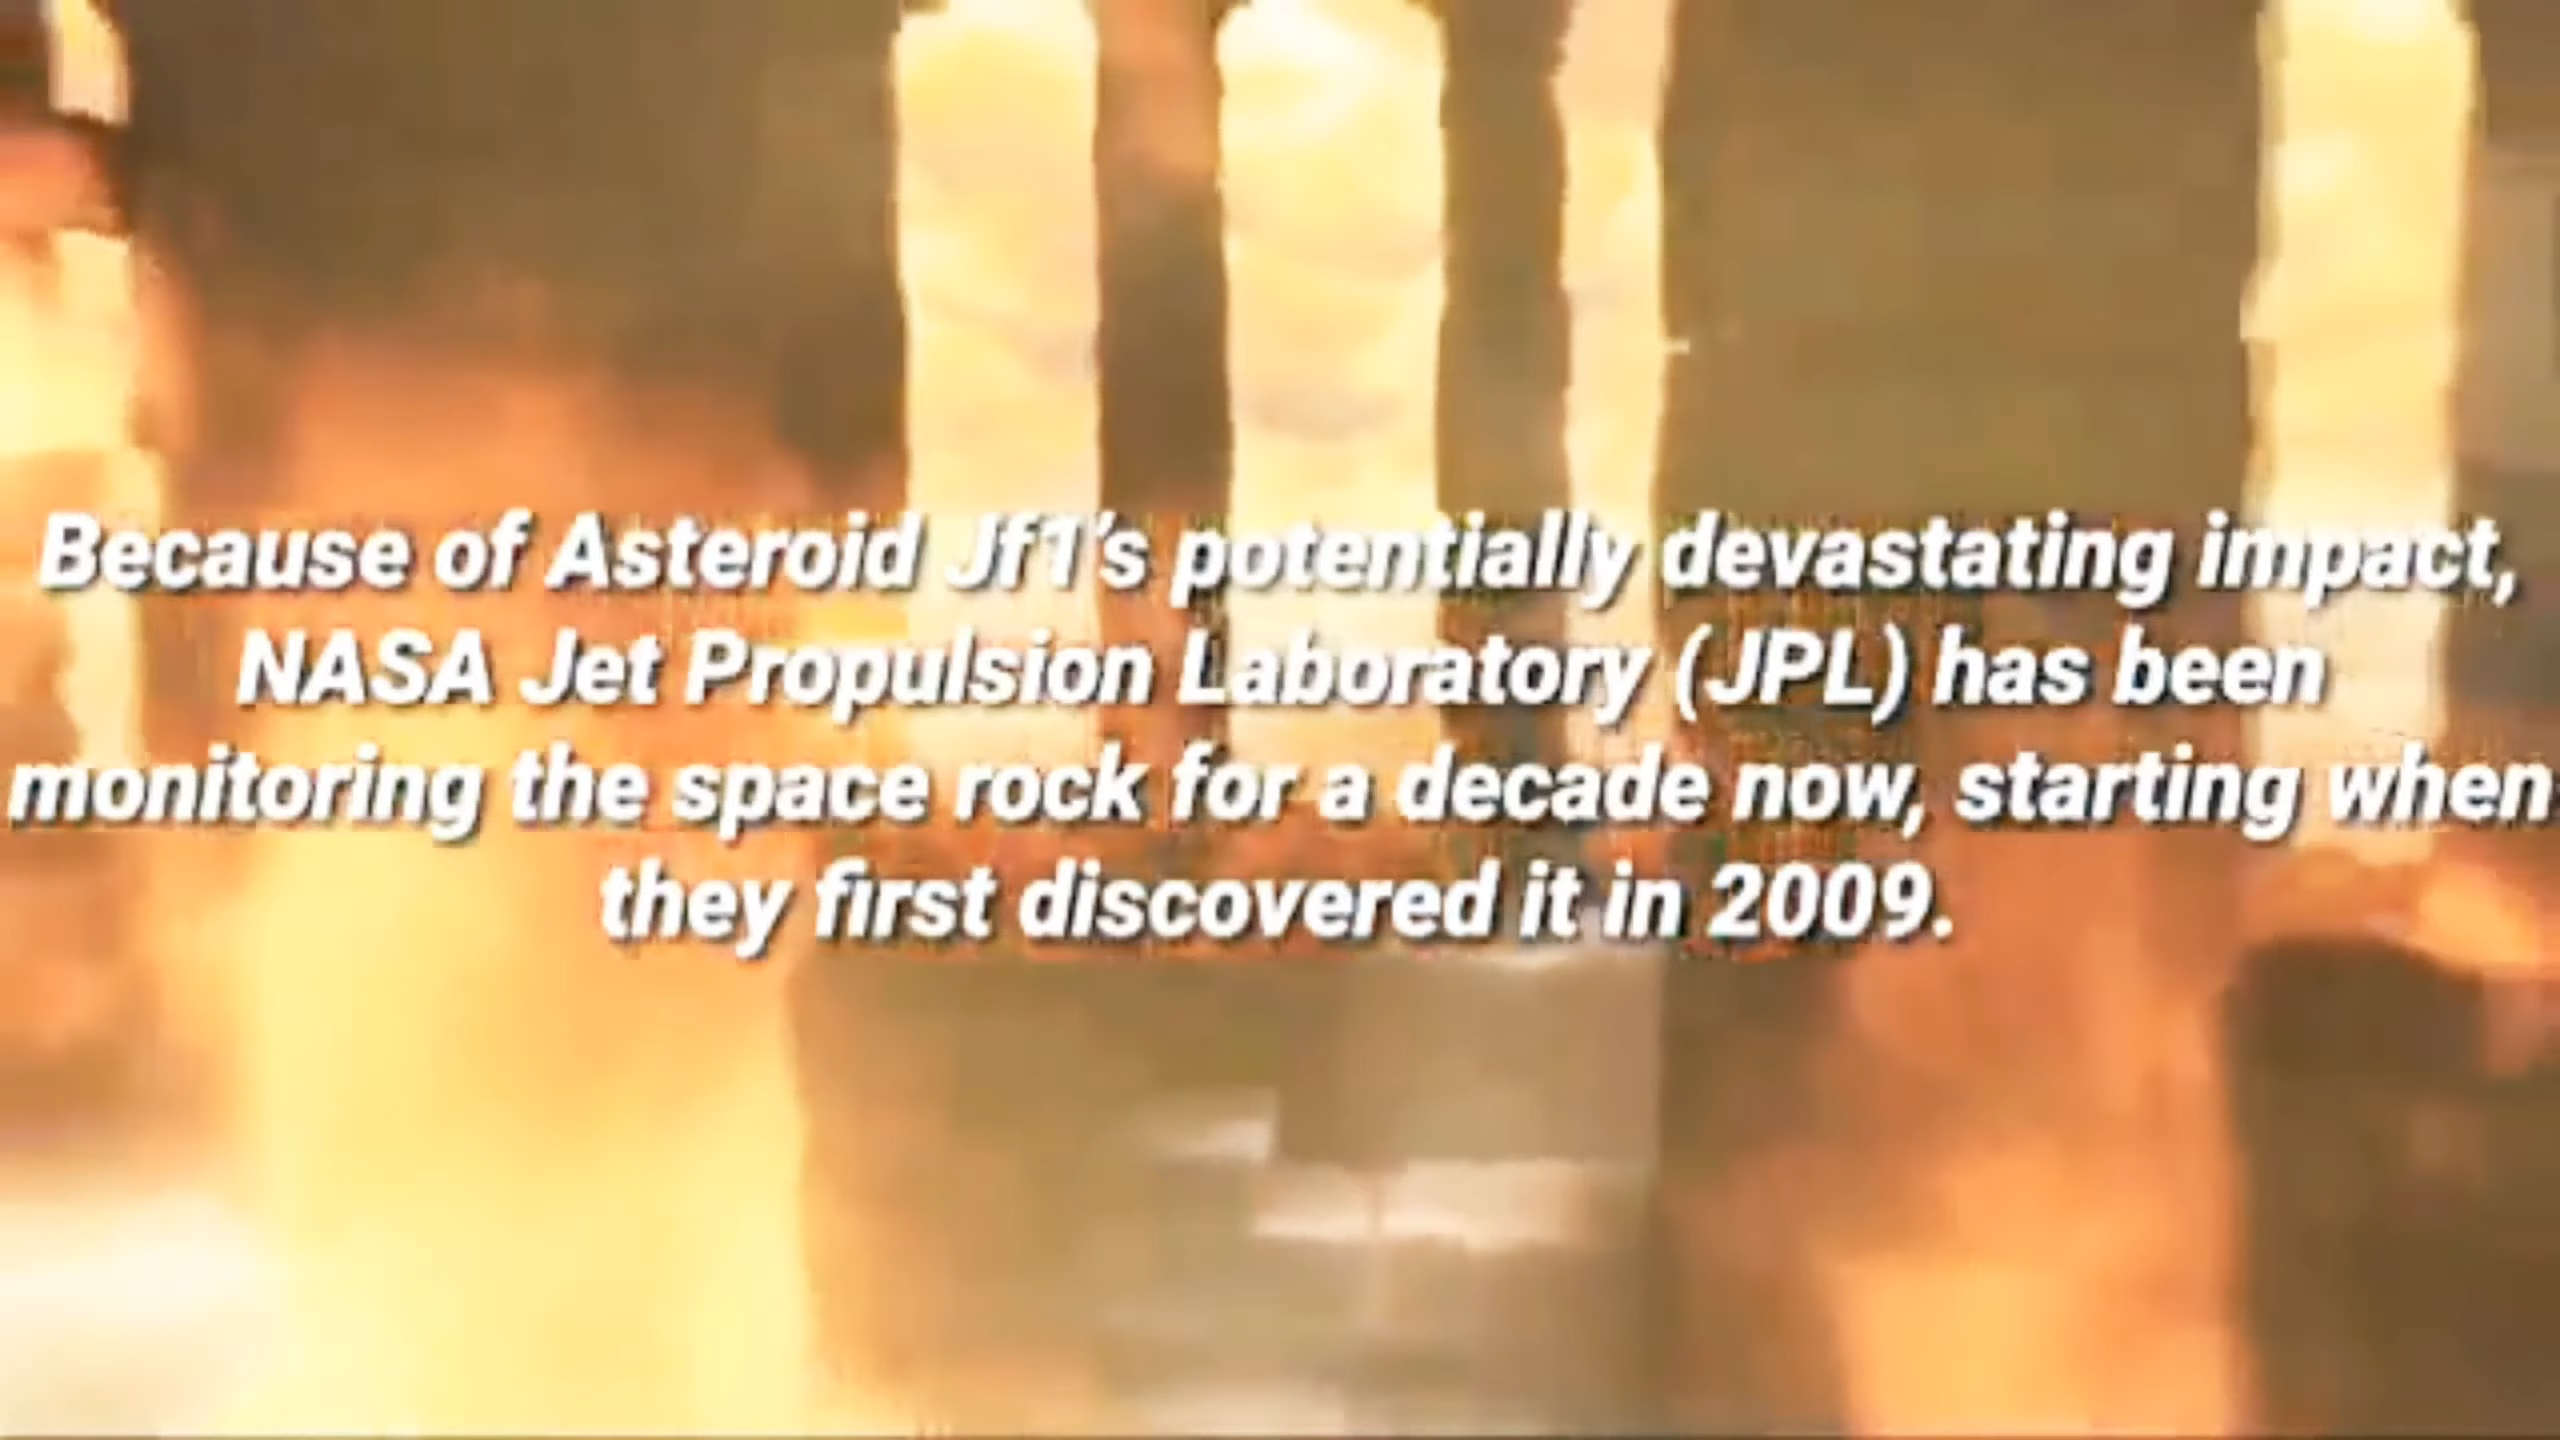 Because of Asteroid Jf1's potentially devastating impact,
NASA Jet Propulsion Laboratory (JPL) has been
monitoring the space rock for a decade now, starting when
they first discovered it in 2009.